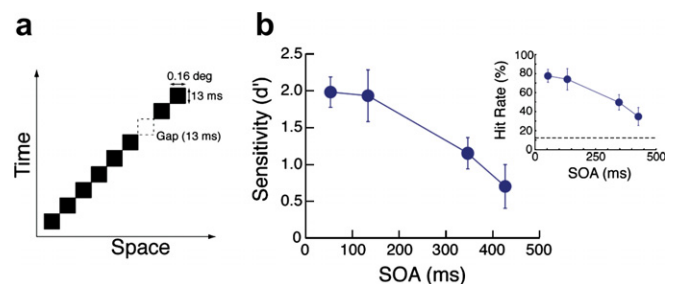 a
0.16 deg
13 ms
Gap (13 ms)
Time
Space
b
2.5
2.0
1.5
1.0
0.5
0
Sensitivity (d')
0 100 200 300 400 500
SOA (ms)
100
80
60
40
20
0
Hit Rate (%)
0 250 500
SOA (ms)